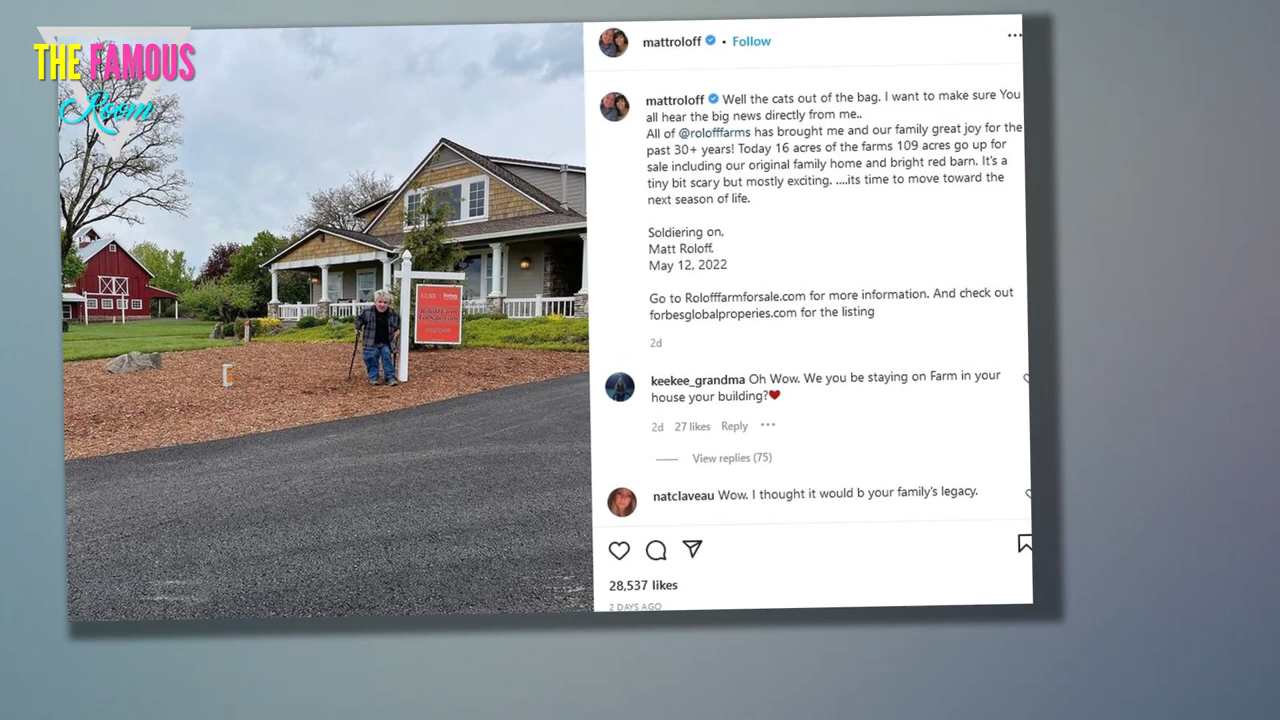 THE FAMOUS
Room
mattroloff • Follow
mattroloff Well the cats out of the bag. I want to make sure You
all hear the big news directly from me..
All of @rolofffarms has brought me and our family great joy for the
past 30+ years! Today 16 acres of the farms 109 acres go up for
sale including our original family home and bright red barn. It's a
tiny bit scary but mostly exciting. ....its time to move toward the
next season of life.
Soldiering on,
Matt Roloff.
May 12, 2022
Go to Rolofffarmforsale.com for more information. And check out
forbesglobalproperies.com for the listing
2d
keekee_grandma Oh Wow. We you be staying on Farm in your
house your building?❤
2d 27 likes Reply
View replies (75)
natclaveau Wow. I thought it would b your family's legacy.
28,537 likes
2 DAYS AGO